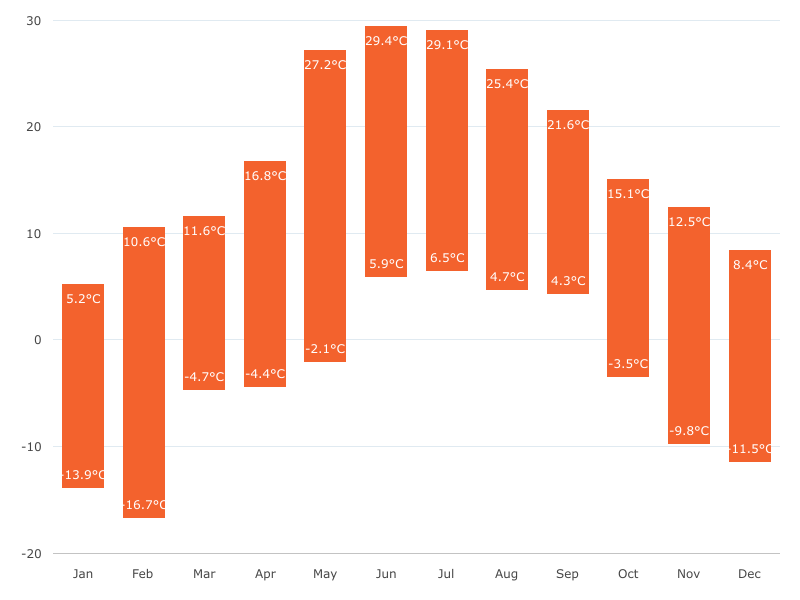 30
29.4°C
29.1°C
27.2°C
25.4°C
21.6°C
20
16.8°C
15.1°C
11.6°C
12.5°C
10
10.6°C
8.4°C
5.9°C
6.5°C
4.7°C
4.3°C
5.2°C
0
-2.1°C
-3.5°C
-4.7°C
-4.4°C
-9.8°C
-10
-11.5°C
-13.9°C
-16.7°C
-20
Jan Feb Mar Apr May Jun Jul Aug Sep Oct Nov Dec